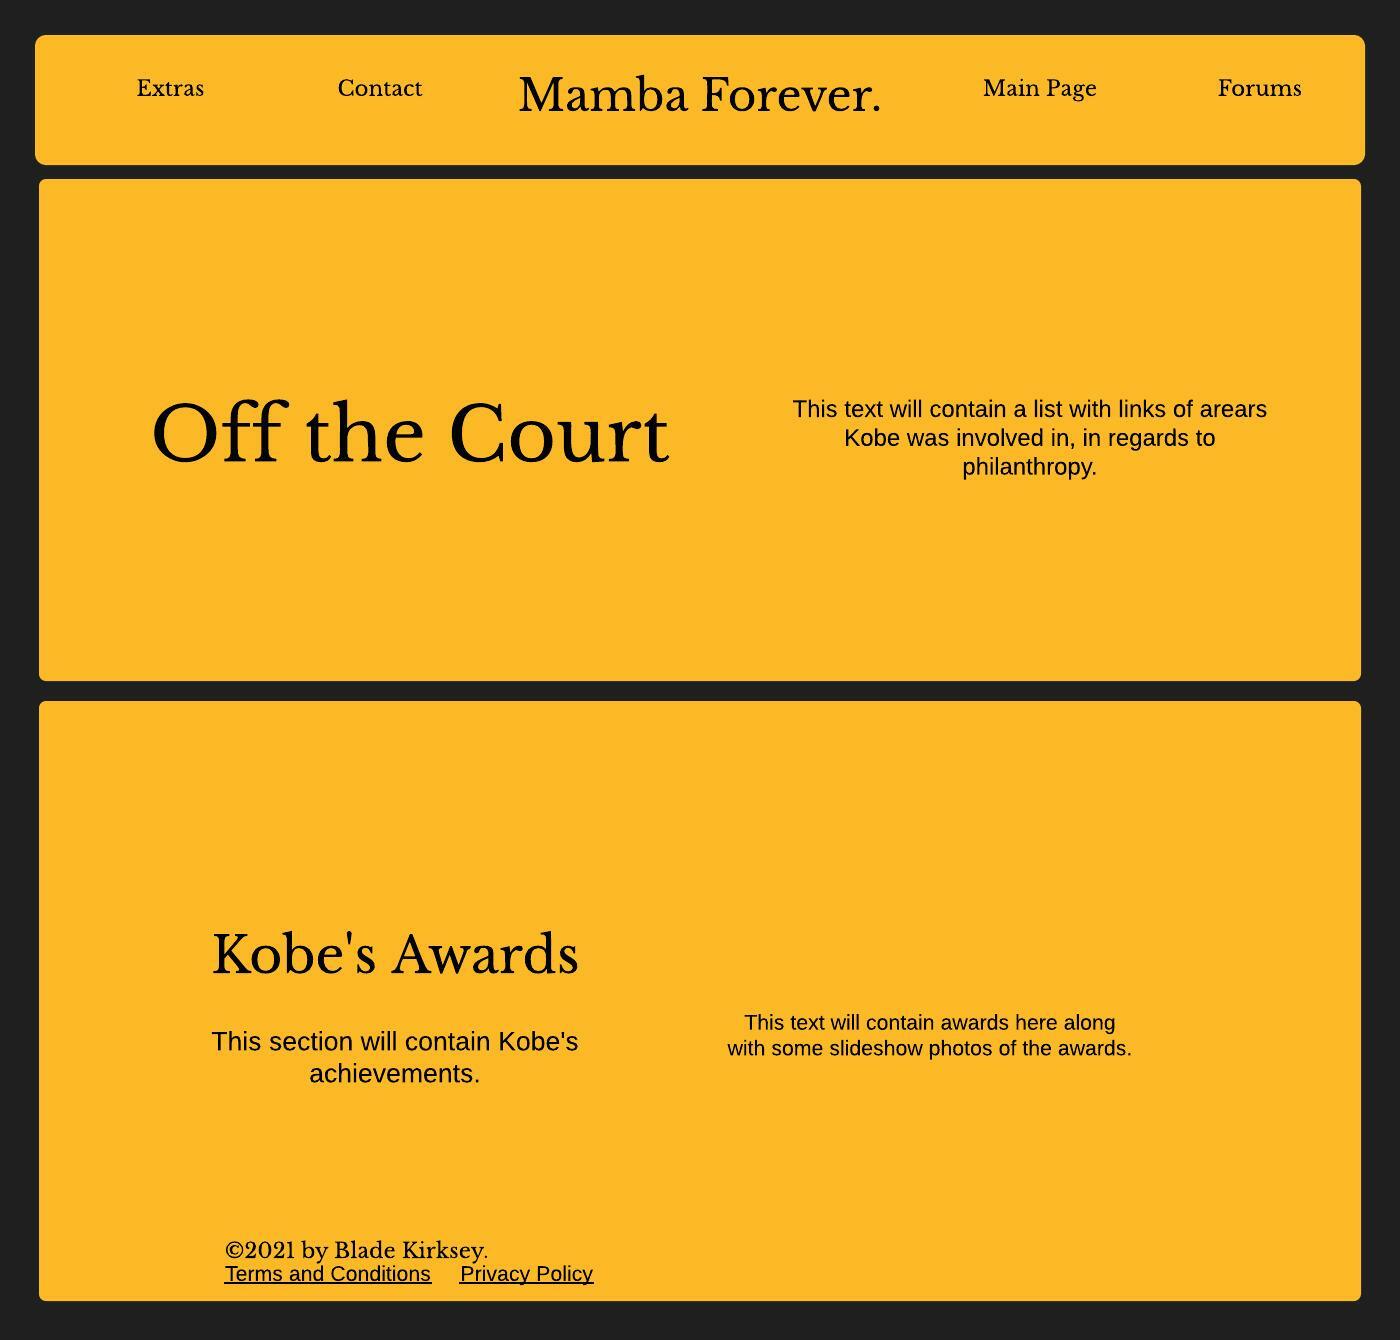 Extras
Contact
Mamba Forever.
Main Page
Forums
Off the Court
This text will contain a list with links of arears
Kobe was involved in, in regards to
philanthropy.
Kobe's Awards
This section will contain Kobe's
achievements.
This text will contain awards here along
with some slideshow photos of the awards.
©2021 by Blade Kirksey.
Terms and Conditions
Privacy Policy